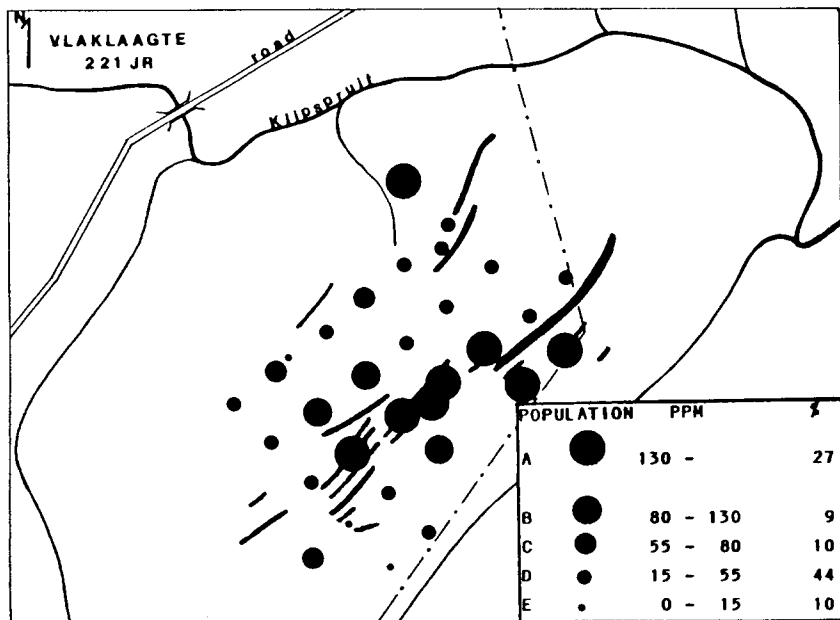 N
VLAKLAAGTE
221 JR
road
Klipspruit
POPULATION PPM %
A 130 - 27
B 80 - 130 9
C 55 - 80 10
D 15 - 55 44
E 0 - 15 10